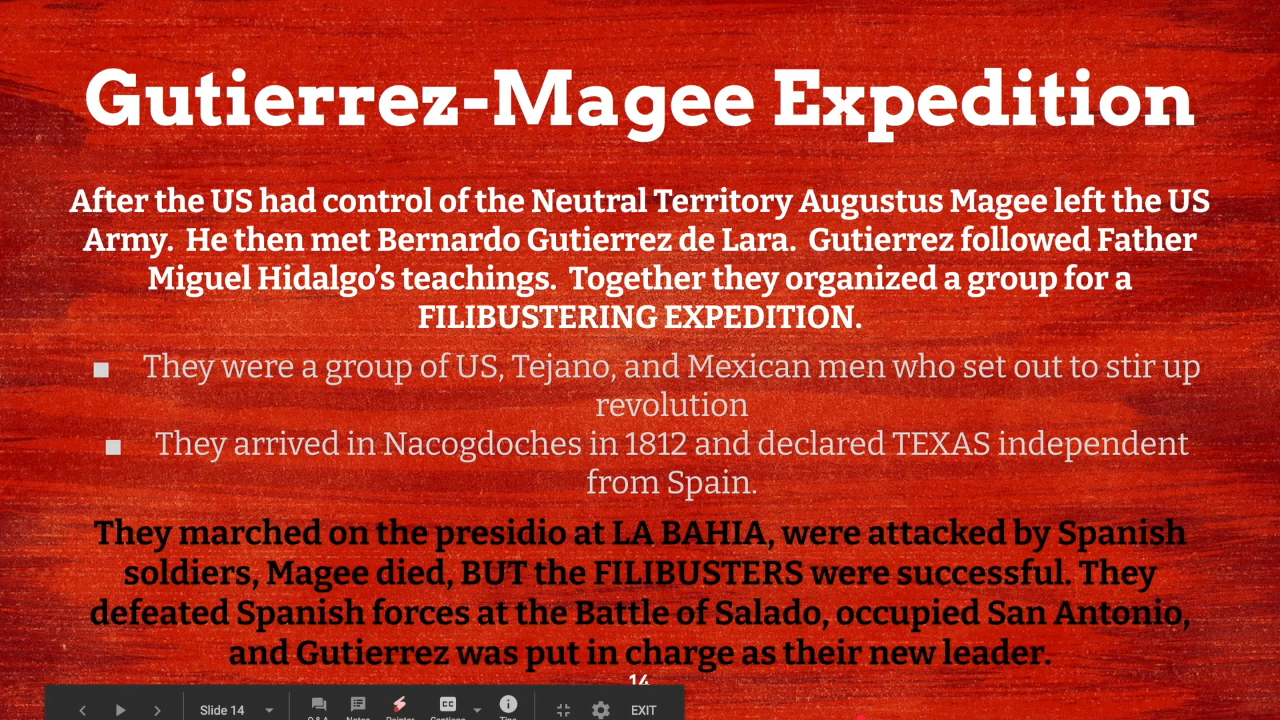 Gutierrez-Magee Expedition
After the US had control of the Neutral Territory Augustus Magee left the US
Army.  He then met Bernardo Gutierrez de Lara.  Gutierrez followed Father
Miguel Hidalgo’s teachings.  Together they organized a group for a
FILIBUSTERING EXPEDITION.
▪ They were a group of US, Tejano, and Mexican men who set out to stir up
revolution
▪ They arrived in Nacogdoches in 1812 and declared TEXAS independent
from Spain.
They marched on the presidio at LA BAHIA, were attacked by Spanish
soldiers, Magee died, BUT the FILIBUSTERS were successful. They
defeated Spanish forces at the Battle of Salado, occupied San Antonio,
and Gutierrez was put in charge as their new leader.
14
Slide 14
CC
EXIT